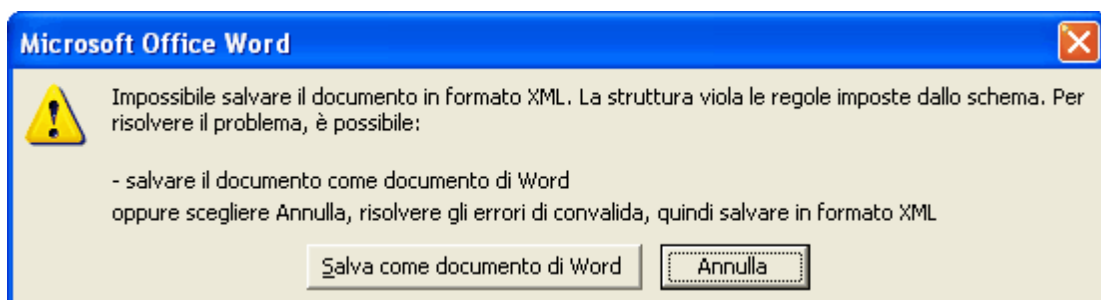 Microsoft Office Word
Impossibile salvare il documento in formato XML. La struttura viola le regole imposte dallo schema. Per
risolvere il problema, è possibile:
- salvare il documento come documento di Word
oppure scegliere Annulla, risolvere gli errori di convalida, quindi salvare in formato XML
Salva come documento di Word
Annulla